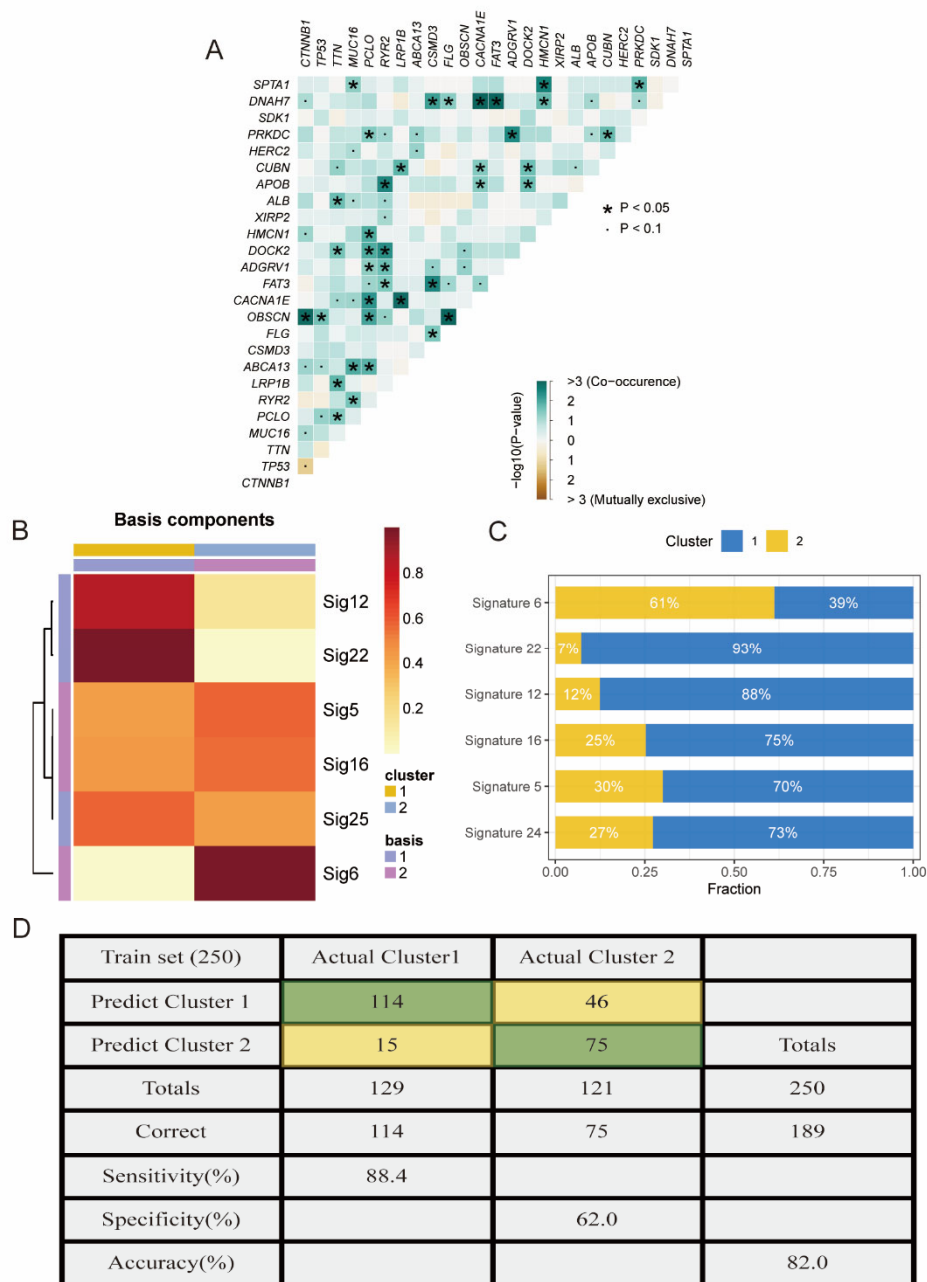 A
CTNNB1
TP53
TTN
MUC16
PCLO
RYR2
LRP1B
ABCA13
CSMD3
FLG
OBSCN
CACNA1E
FAT3
ADGRV1
DOCK2
HMCN1
XIRP2
ALB
APOB
CUBN
HERC2
PRKDC
SDK1
DNAH7
SPTA1
SPTA1
DNAH7
SDK1
PRKDC
HERC2
CUBN
APOB
ALB
XIRP2
HMCN1
DOCK2
ADGRV1
FAT3
CACNA1E
OBSCN
FLG
CSMD3
ABCA13
LRP1B
RYR2
PCLO
MUC16
TTN
TP53
CTNNB1
* P < 0.05
· P < 0.1
-log10(P-value)
>3 (Co-occurence)
2
1
0
1
2
> 3 (Mutually exclusive)
B
Basis components
Sig12
Sig22
Sig5
Sig16
Sig25
Sig6
0.8
0.6
0.4
0.2
cluster
1
2
basis
1
2
C
Cluster 1 2
Signature 6 61% 39%
Signature 22 7% 93%
Signature 12 12% 88%
Signature 16 25% 75%
Signature 5 30% 70%
Signature 24 27% 73%
0.00 0.25 0.50 0.75 1.00
Fraction
D
Train set (250) Actual Cluster1 Actual Cluster 2
Predict Cluster 1 114 46
Predict Cluster 2 15 75 Totals
Totals 129 121 250
Correct 114 75 189
Sensitivity(%) 88.4
Specificity(%) 62.0
Accuracy(%) 82.0